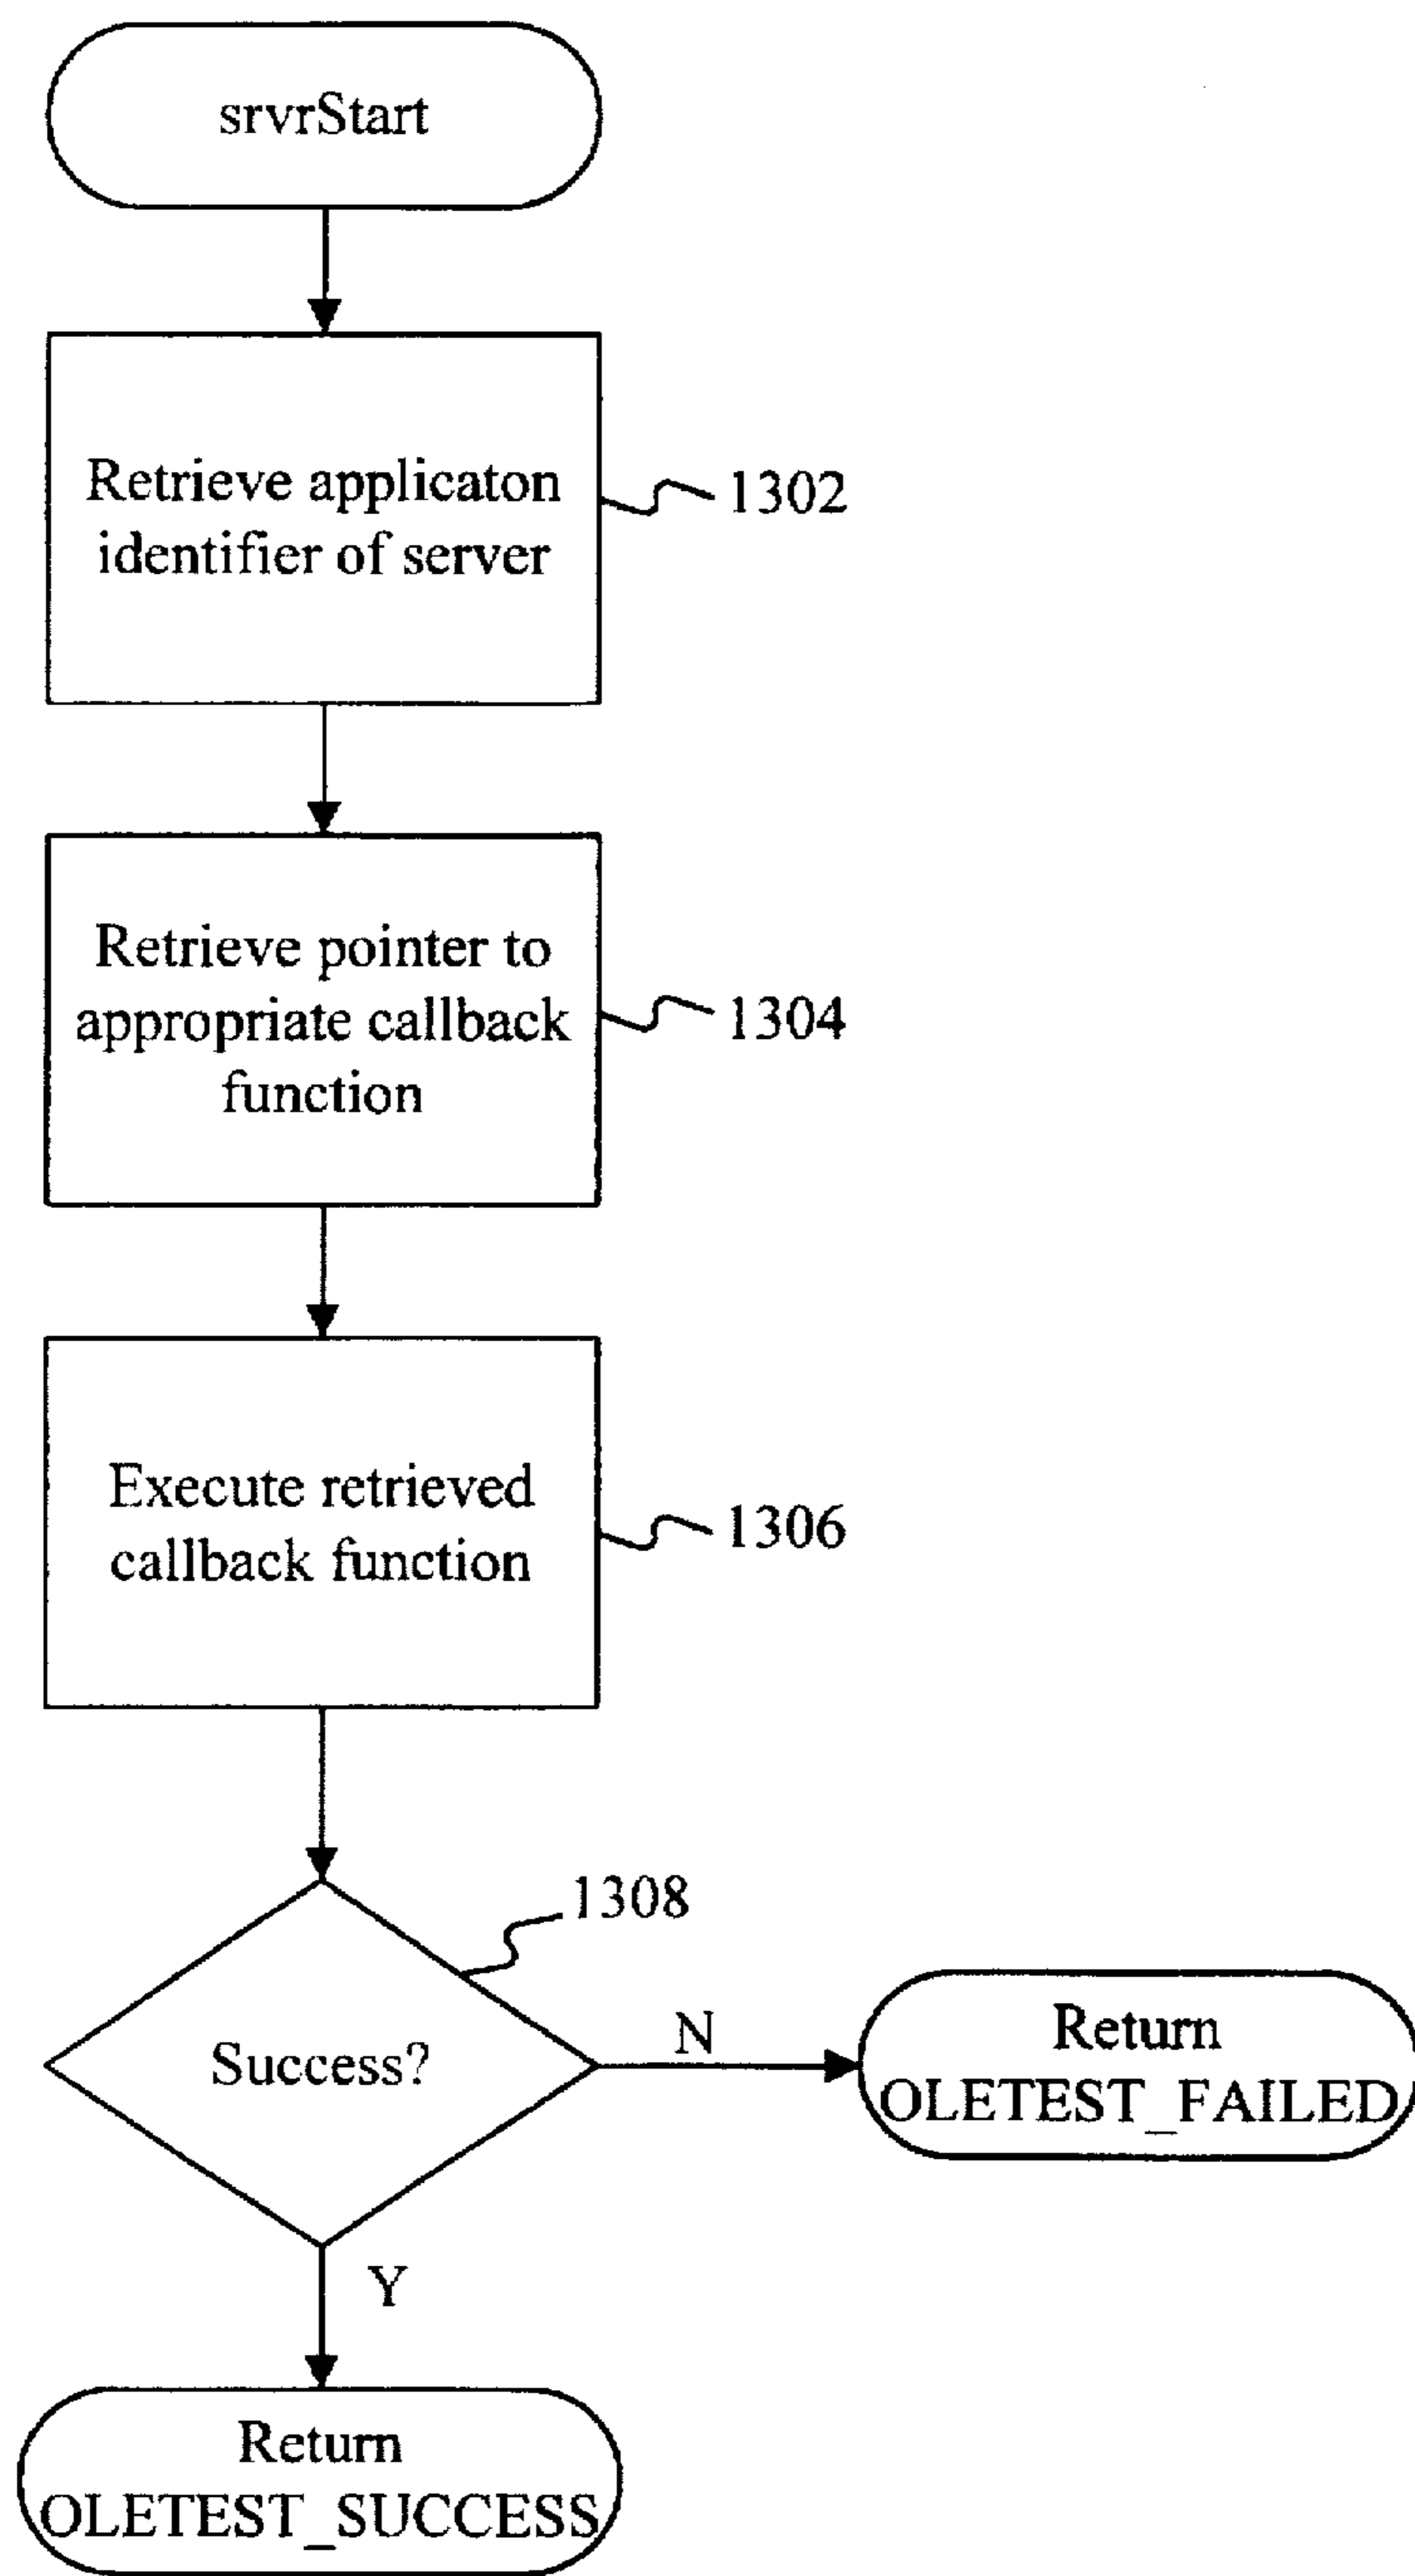 srvrStart
Retrieve applicaton
identifier of server
1302
Retrieve pointer to
appropriate callback
function
1304
Execute retrieved
callback function
1306
1308
Success?
N
Return
OLETEST_FAILED
Y
Return
OLETEST_SUCCESS